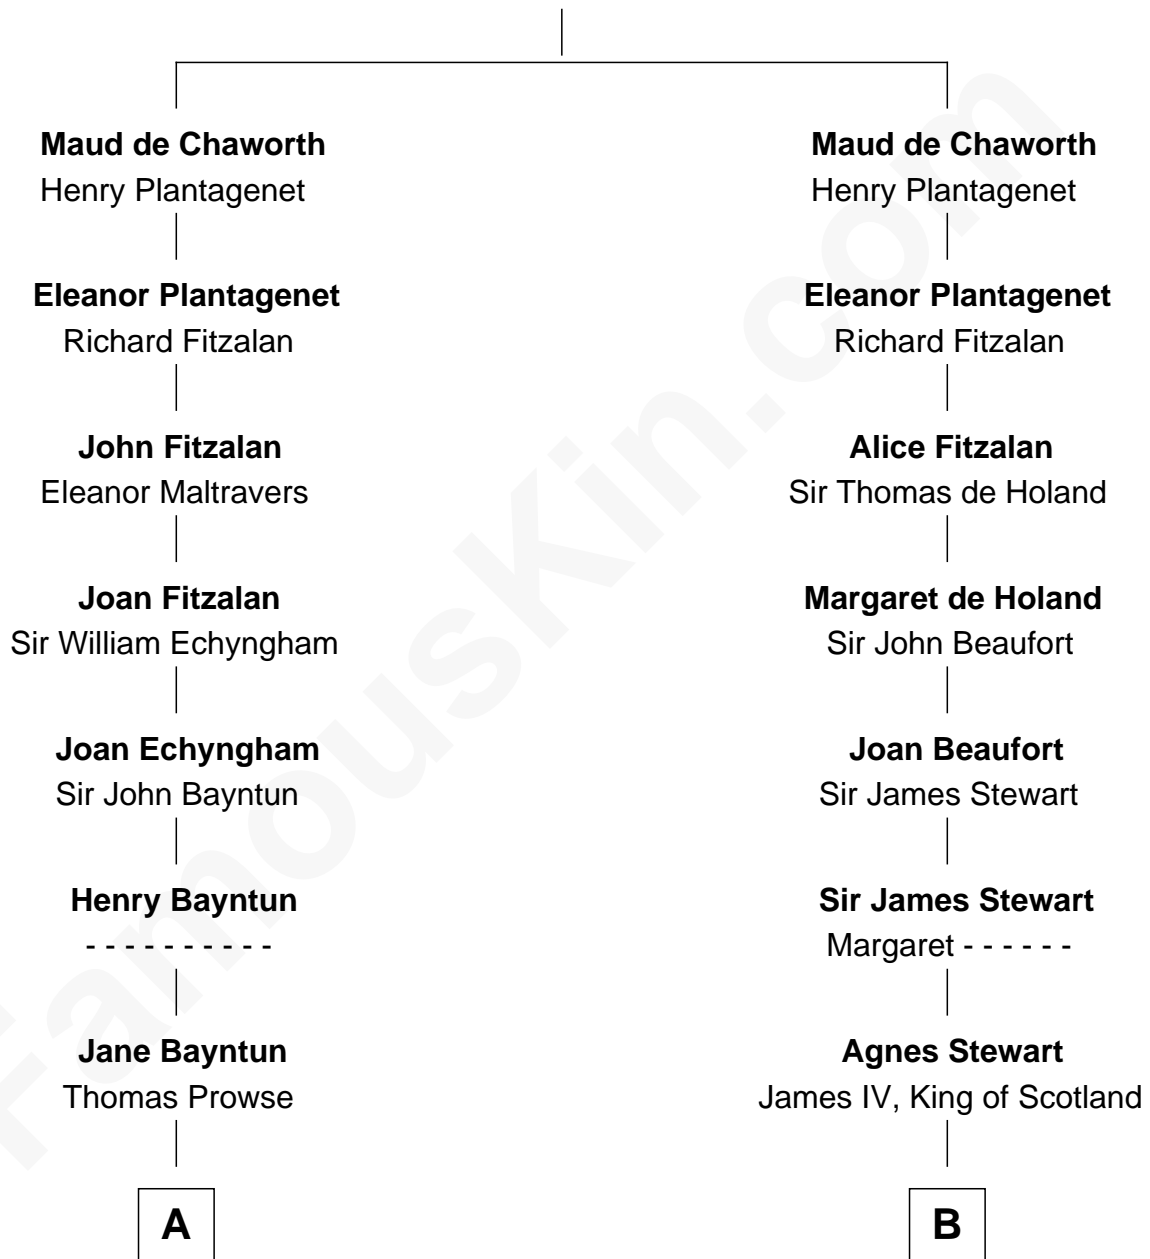 Maud de Chaworth
Henry Plantagenet
Eleanor Plantagenet
Richard Fitzalan
John Fitzalan
Eleanor Maltravers
Joan Fitzalan
Sir William Echyngham
Joan Echyngham
Sir John Bayntun
Henry Bayntun
- - - - - - - - - -
Jane Bayntun
Thomas Prowse
A
Maud de Chaworth
Henry Plantagenet
Eleanor Plantagenet
Richard Fitzalan
Alice Fitzalan
Sir Thomas de Holand
Margaret de Holand
Sir John Beaufort
Joan Beaufort
Sir James Stewart
Sir James Stewart
Margaret - - - - - -
Agnes Stewart
James IV, King of Scotland
B
FamousKin.com